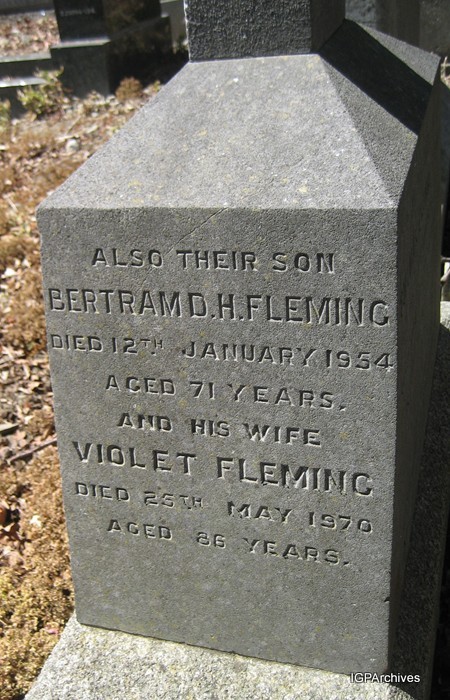 ALSO THEIR SON
BERTRAM D. H. FLEMING
DIED 12TH JANUARY 1954
AGED 71 YEARS.
AND HIS WIFE
VIOLET FLEMING
DIED 25TH MAY 1970
AGED 86 YEARS.
IGPArchives